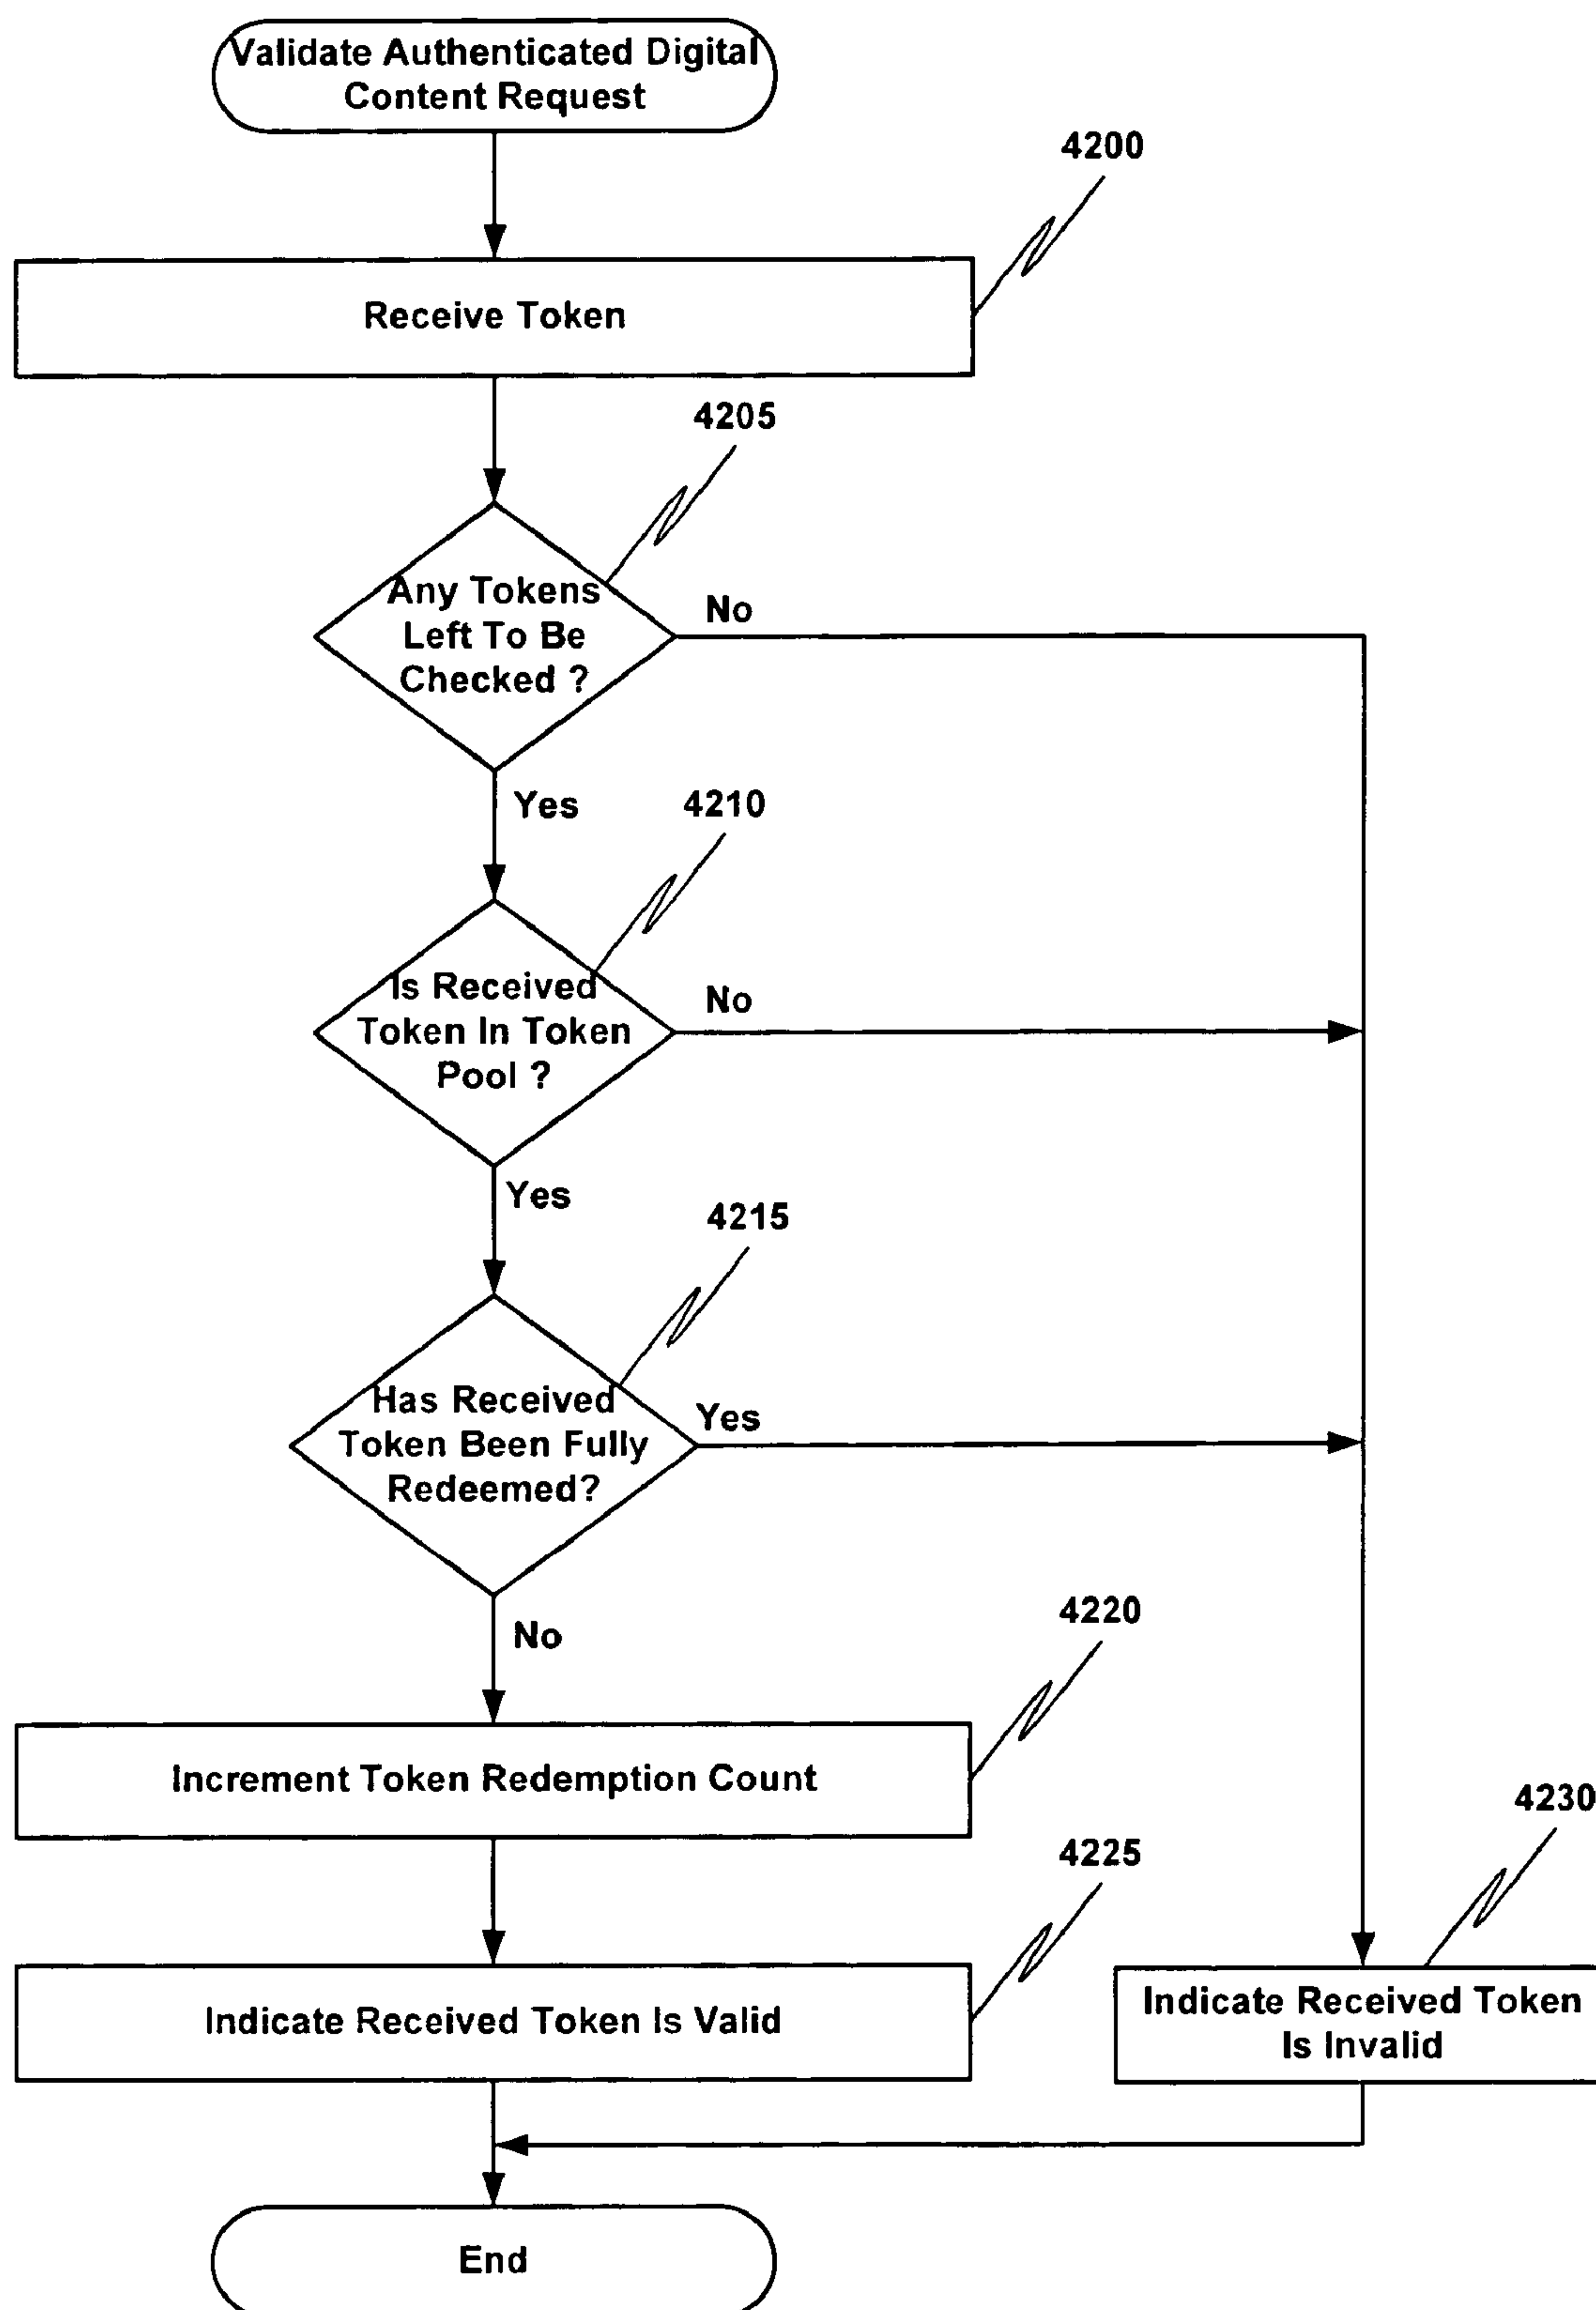 Validate Authenticated Digital
Content Request
4200
Receive Token
4205
Any Tokens
Left To Be
Checked ?
No
Yes
4210
Is Received
Token In Token
Pool ?
No
Yes
4215
Has Received
Token Been Fully
Redeemed?
Yes
No
4220
Increment Token Redemption Count
4230
4225
Indicate Received Token Is Valid
Indicate Received Token
Is Invalid
End